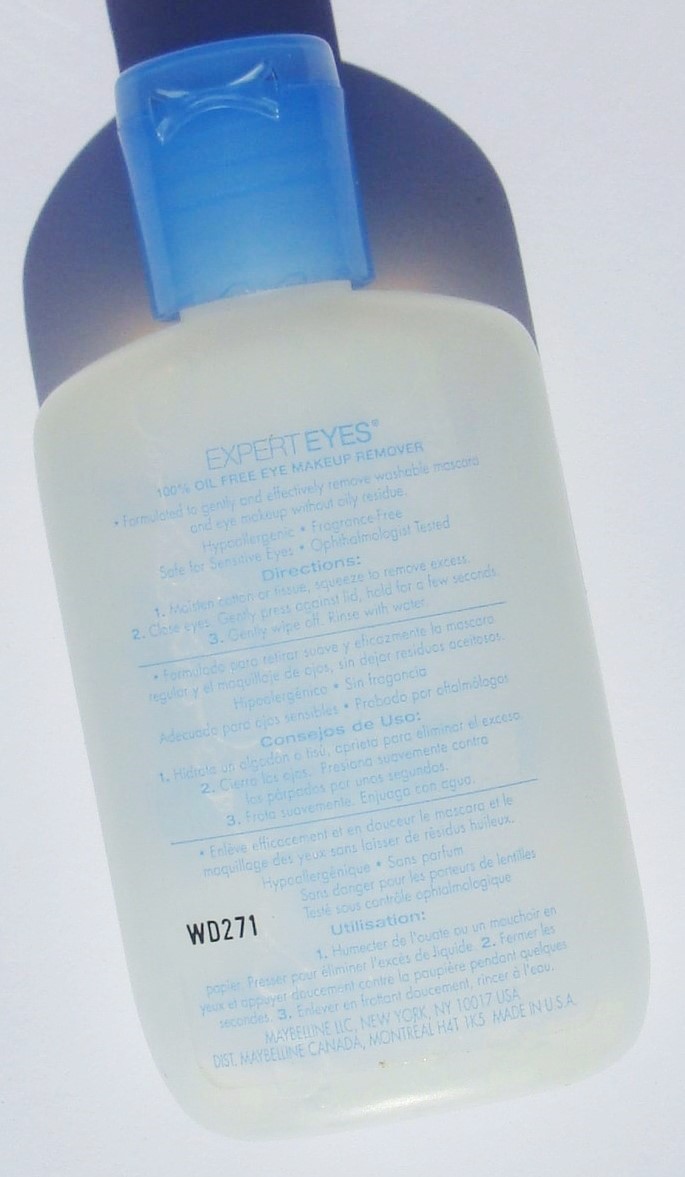 EXPERT EYES®
100% OIL FREE EYE MAKEUP REMOVER
• Formulated to gently and effectively remove washable mascara
and eye makeup without oily residue.
Hypoallergenic • Fragrance-Free
Safe for Sensitive Eyes • Ophthalmologist Tested
Directions:
1. Moisten cotton or tissue, squeeze to remove excess.
2. Close eyes. Gently press against lid, hold for a few seconds.
3. Gently wipe off. Rinse with water.
• Formulado para retirar suave y eficazmente la mascara
regular y el maquillaje de ojos, sin dejar residuos aceitosos.
Hipoalergénico • Sin fragancia
Adecuado para ojos sensibles • Probado por oftalmólogos
Consejos de Uso:
1. Hidrata un algodón o tisú, aprieta para eliminar el exceso.
2. Cierra los ojos. Presiona suavemente contra
los párpados por unos segundos.
3. Frota suavemente. Enjuaga con agua.
• Enlève efficacement et en douceur le mascara et le
maquillage des yeux sans laisser de résidus huileux.
Hypoallergénique • Sans parfum
Sans danger pour les porteurs de lentilles
Testé sous contrôle ophtalmologique
WD271
Utilisation:
1. Humecter de l'ouate ou un mouchoir en
papier. Presser pour éliminer l'excès de liquide. 2. Fermer les
yeux et appuyer doucement contre la paupière pendant quelques
secondes. 3. Enlever en frottant doucement, rincer à l'eau.
MAYBELLINE LLC, NEW YORK, NY 10017 USA
DIST. MAYBELLINE CANADA, MONTRÉAL H4T 1K5 MADE IN U.S.A.